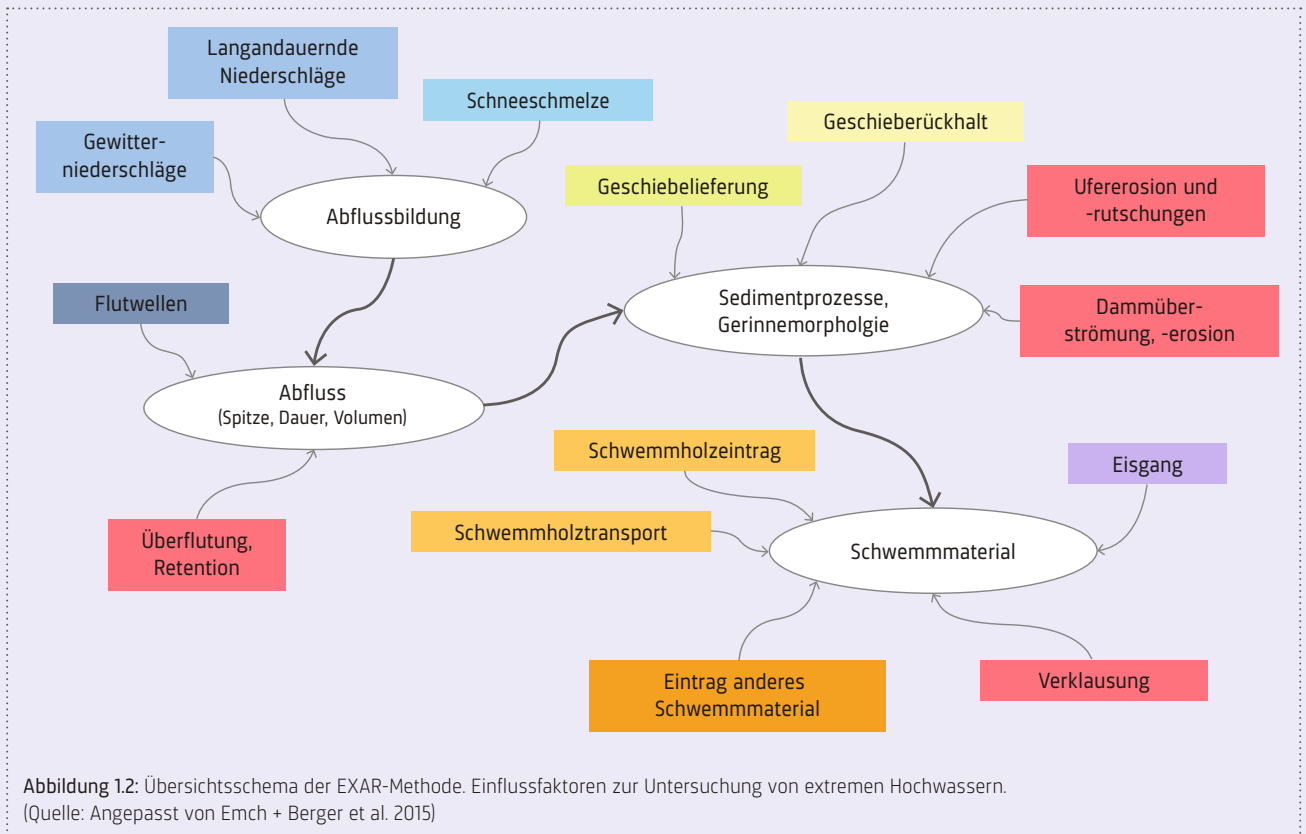 Langandauernde
Niederschläge
Schneeschmelze
Gewitter-
niederschläge
Abflussbildung
Flutwellen
Abfluss
(Spitze, Dauer, Volumen)
Überflutung,
Retention
Geschieberückhalt
Geschiebelieferung
Ufererosion und
-rutschungen
Sedimentprozesse,
Gerinnemorpholgie
Dammüber-
strömung, -erosion
Schwemmholzeintrag
Eisgang
Schwemmholztransport
Schwemmmaterial
Eintrag anderes
Schwemmmaterial
Verklausung
Abbildung 1.2: Übersichtsschema der EXAR-Methode. Einflussfaktoren zur Untersuchung von extremen Hochwassern.
(Quelle: Angepasst von Emch + Berger et al. 2015)